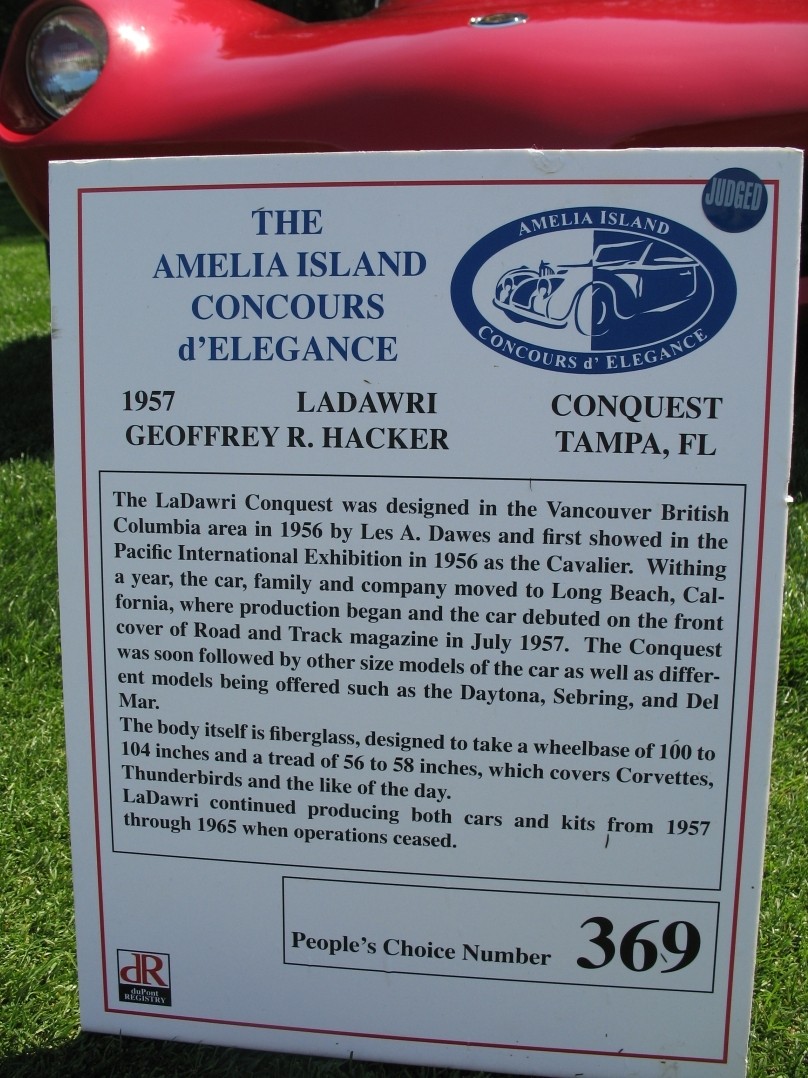 JUDGED
THE
AMELIA ISLAND
CONCOURS
d'ELEGANCE
AMELIA ISLAND
CONCOURS d' ELEGANCE
1957 LADAWRI CONQUEST
GEOFFREY R. HACKER TAMPA, FL
The LaDawri Conquest was designed in the Vancouver British
Columbia area in 1956 by Les A. Dawes and first showed in the
Pacific International Exhibition in 1956 as the Cavalier. Withing
a year, the car, family and company moved to Long Beach, Cal-
fornia, where production began and the car debuted on the front
cover of Road and Track magazine in July 1957. The Conquest
was soon followed by other size models of the car as well as differ-
ent models being offered such as the Daytona, Sebring, and Del
Mar.
The body itself is fiberglass, designed to take a wheelbase of 100 to
104 inches and a tread of 56 to 58 inches, which covers Corvettes,
Thunderbirds and the like of the day.
LaDawri continued producing both cars and kits from 1957
through 1965 when operations ceased.
People's Choice Number 369
dR
duPont
REGISTRY